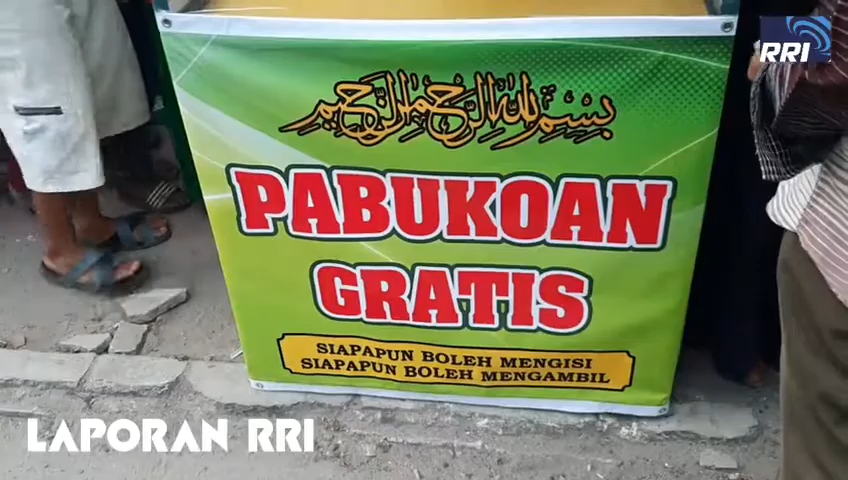 RRI
بسم الله الرحمن الرحيم
PABUKOAN
GRATIS
SIAPAPUN BOLEH MENGISI
SIAPAPUN BOLEH MENGAMBIL
LAPORAN RRI